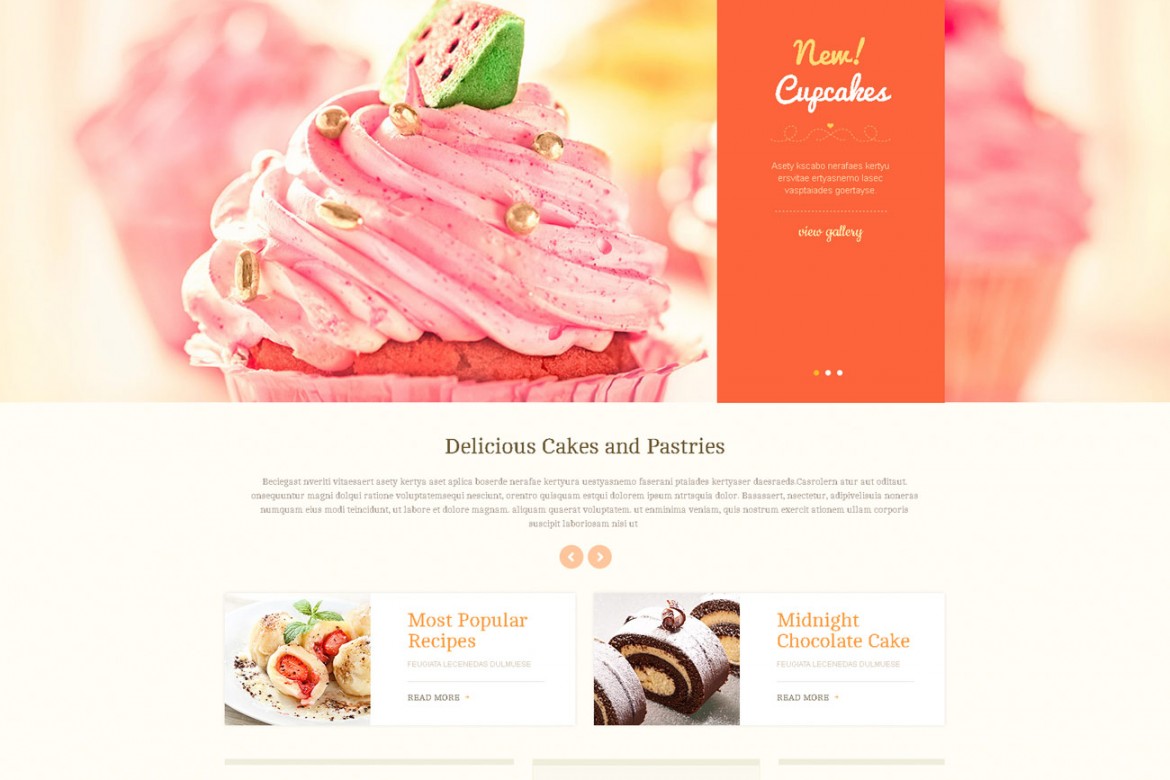 New!
Cupcakes
Asety kscabo nerafaes kertyu
ersvitae ertyasnemo lasec
vasptaiades goertayse.
view gallery
Delicious Cakes and Pastries
Beciegast nveriti vitaesaert asety kertya aset aplica boserde nerafae kertyura uestyasnemo faserani ptaiades kertyaser daesraeds.Casrolern atur aut oditaut.
onsequuntur magni dolqui ratione voluptatemsequi nesciunt, orentro quisquam estqui dolorem ipsum ntrtsquia dolor. Basassert, nsectetur, adipivelisuia noneras
numquam eius modi teincidunt, ut labore et dolore magnam. aliquam quaerat voluptatem. ut enminima veniam, quis nostrum exercit ationem ullam corporis
suscipit laboriosam nisi ut
Most Popular
Recipes
FEUGIATA LECENEDAS DULMUESE
READ MORE +
Midnight
Chocolate Cake
FEUGIATA LECENEDAS DULMUESE
READ MORE +